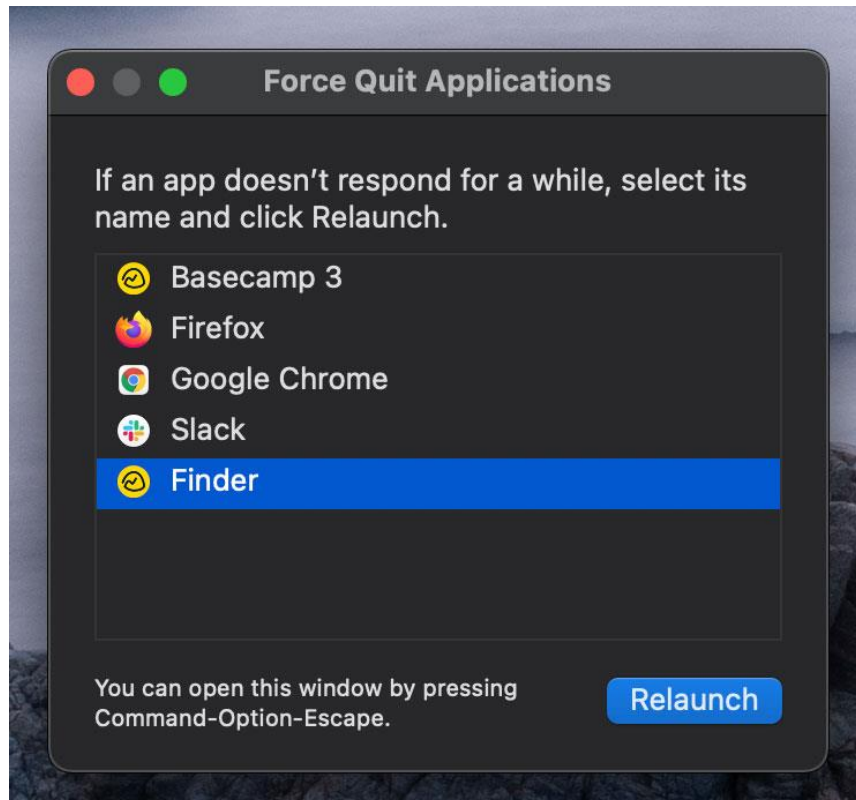 Force Quit Applications
If an app doesn’t respond for a while, select its
name and click Relaunch.
Basecamp 3
Firefox
Google Chrome
Slack
Finder
You can open this window by pressing
Command-Option-Escape.
Relaunch